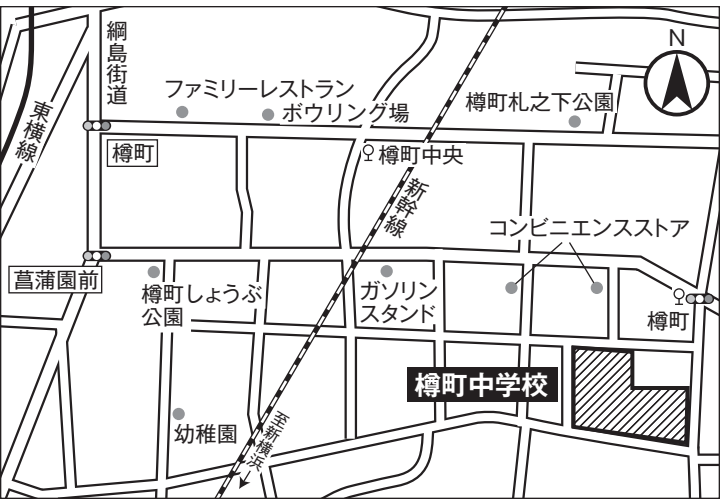 綱島街道
N
ファミリーレストラン
ボウリング場
樽町札之下公園
東横線
樽町
樽町中央
新幹線
コンビニエンスストア
菖蒲園前
樽町しょうぶ
公園
ガソリン
スタンド
樽町
樽町中学校
幼稚園
至新横浜